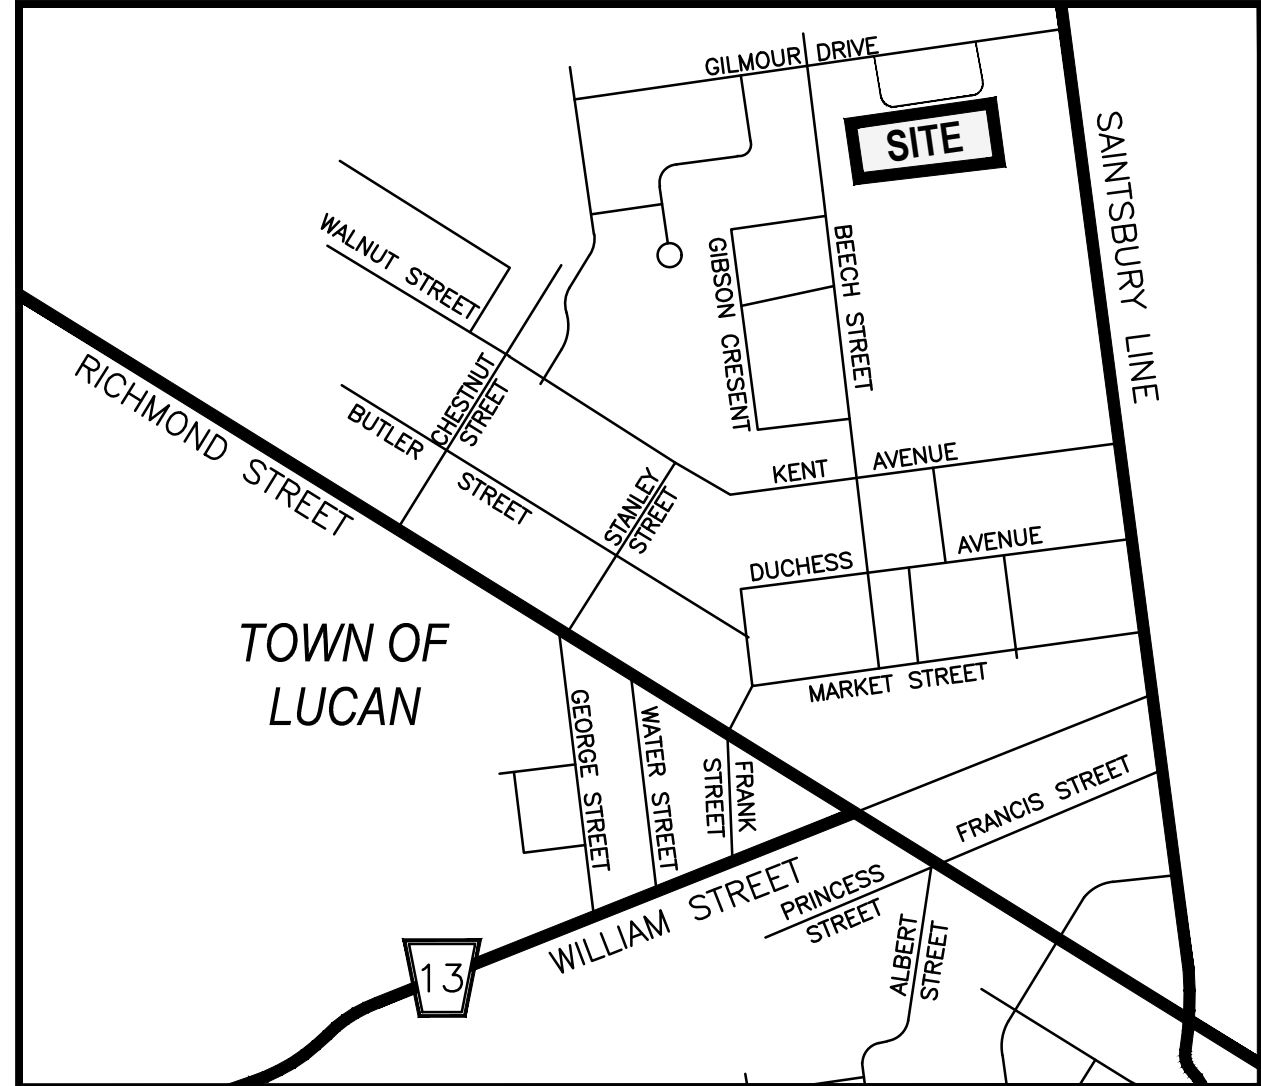 GILMOUR DRIVE
SITE
SAINTSBURY LINE
WALNUT STREET
GIBSON CRESENT
BEECH STREET
RICHMOND STREET
CHESTNUT
STREET
BUTLER STREET
KENT AVENUE
STANLEY
STREET
DUCHESS AVENUE
TOWN OF
LUCAN
MARKET STREET
GEORGE STREET
WATER STREET
FRANK
STREET
FRANCIS STREET
WILLIAM STREET
PRINCESS
STREET
ALBERT
STREET
13